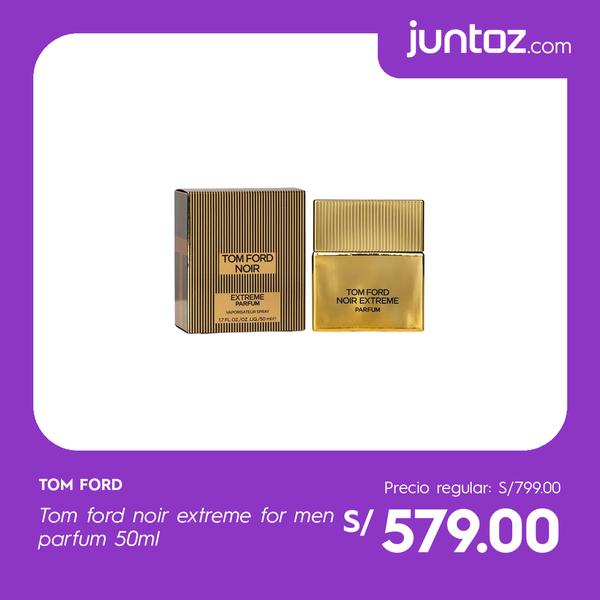 juntoz.com
TOM FORD
NOIR
EXTREME
PARFUM
VAPORISATEUR SPRAY
1.7 FL.OZ./OZ. LIQ./50 ml e
TOM FORD
NOIR EXTREME
PARFUM
TOM FORD
Tom ford noir extreme for men
parfum 50ml
Precio regular: S/799.00
S/ 579.00